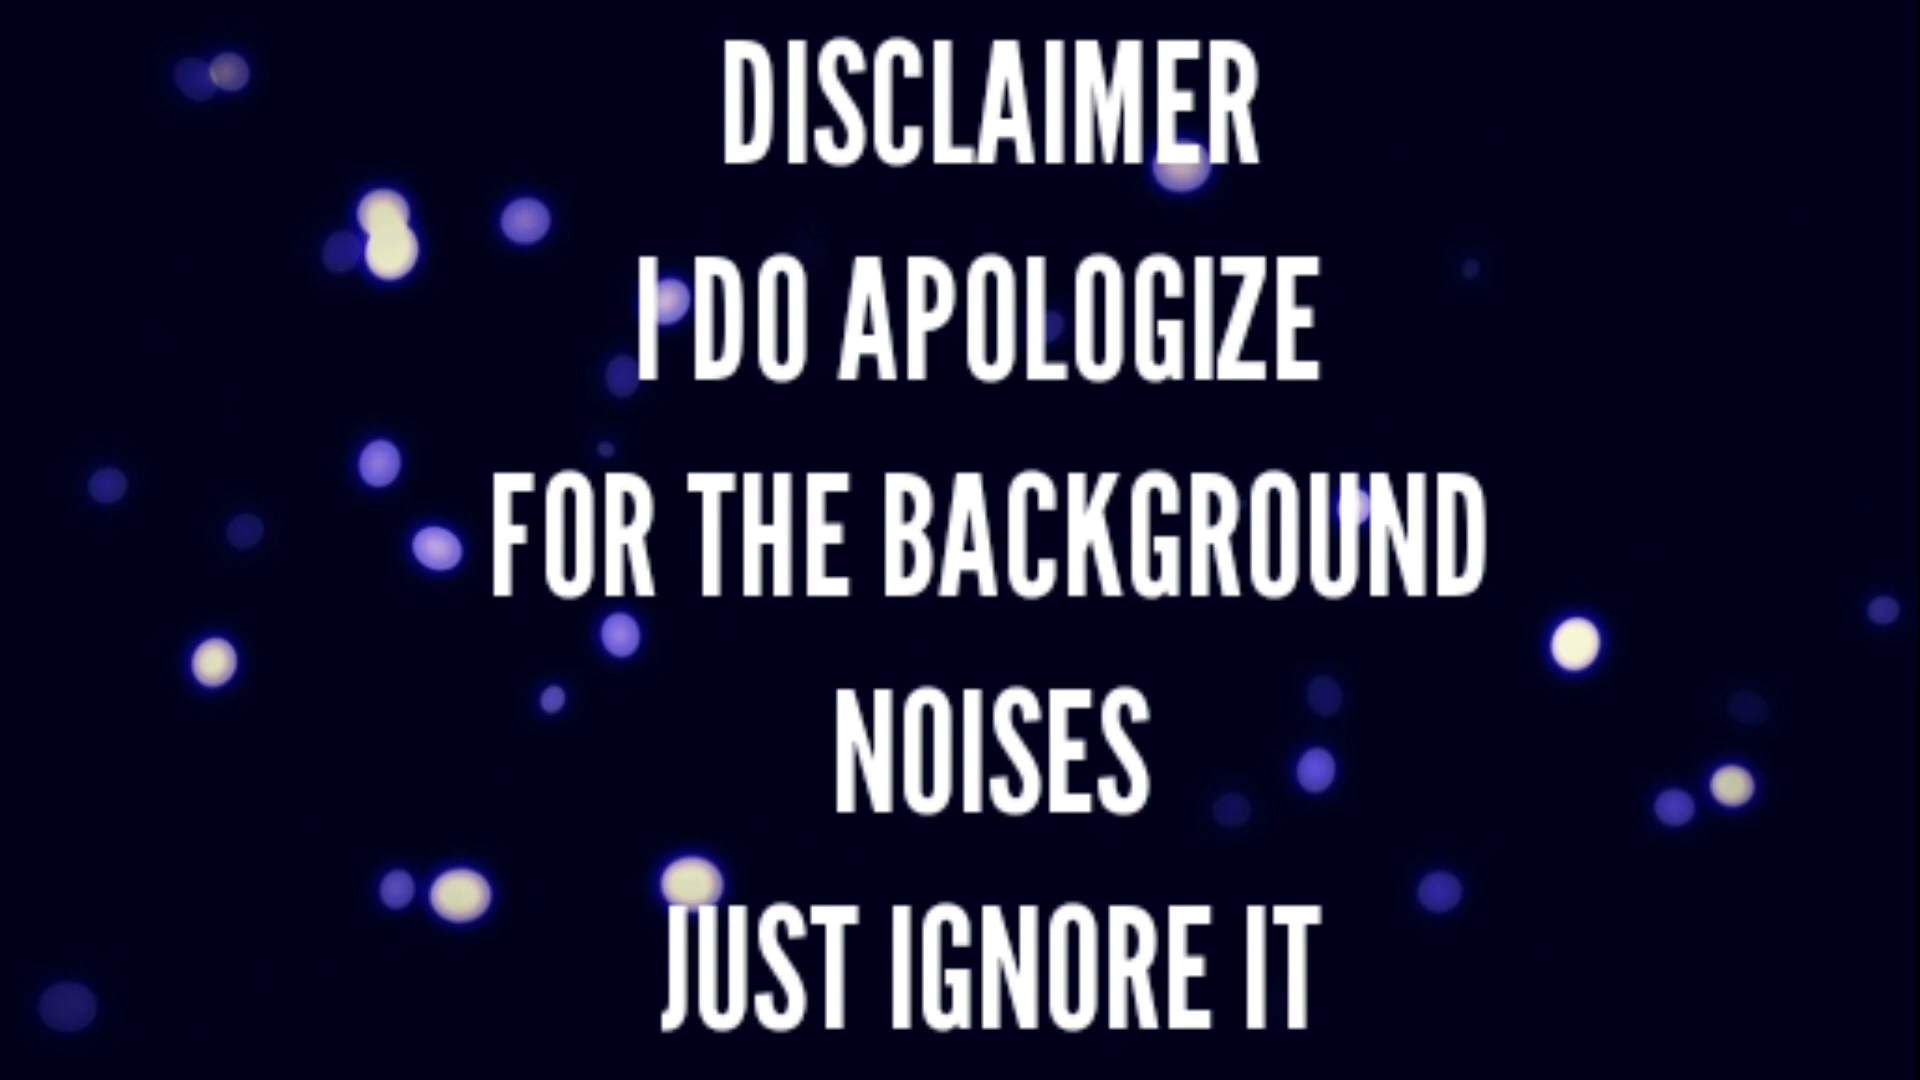 DISCLAIMER
I DO APOLOGIZE
FOR THE BACKGROUND
NOISES
JUST IGNORE IT